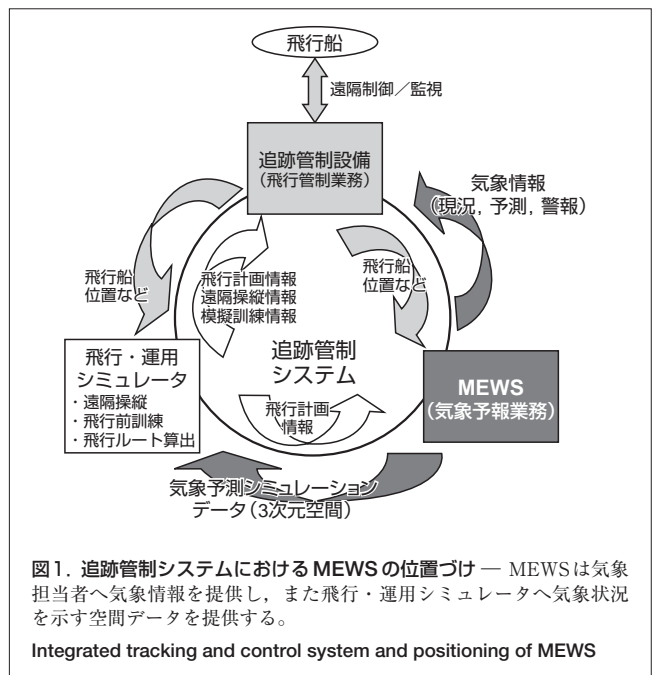 飛行船
遠隔制御／監視
追跡管制設備
(飛行管制業務)
気象情報
(現況, 予測, 警報)
飛行船
位置など
飛行計画情報
遠隔操縦情報
模擬訓練情報
飛行船
位置など
飛行・運用
シミュレータ
・遠隔操縦
・飛行前訓練
・飛行ルート算出
追跡管制
システム
MEWS
(気象予報業務)
飛行計画
情報
気象予測シミュレーション
データ(3次元空間)
図1．追跡管制システムにおけるMEWSの位置づけ — MEWSは気象
担当者へ気象情報を提供し，また飛行・運用シミュレータへ気象状況
を示す空間データを提供する。
Integrated tracking and control system and positioning of MEWS